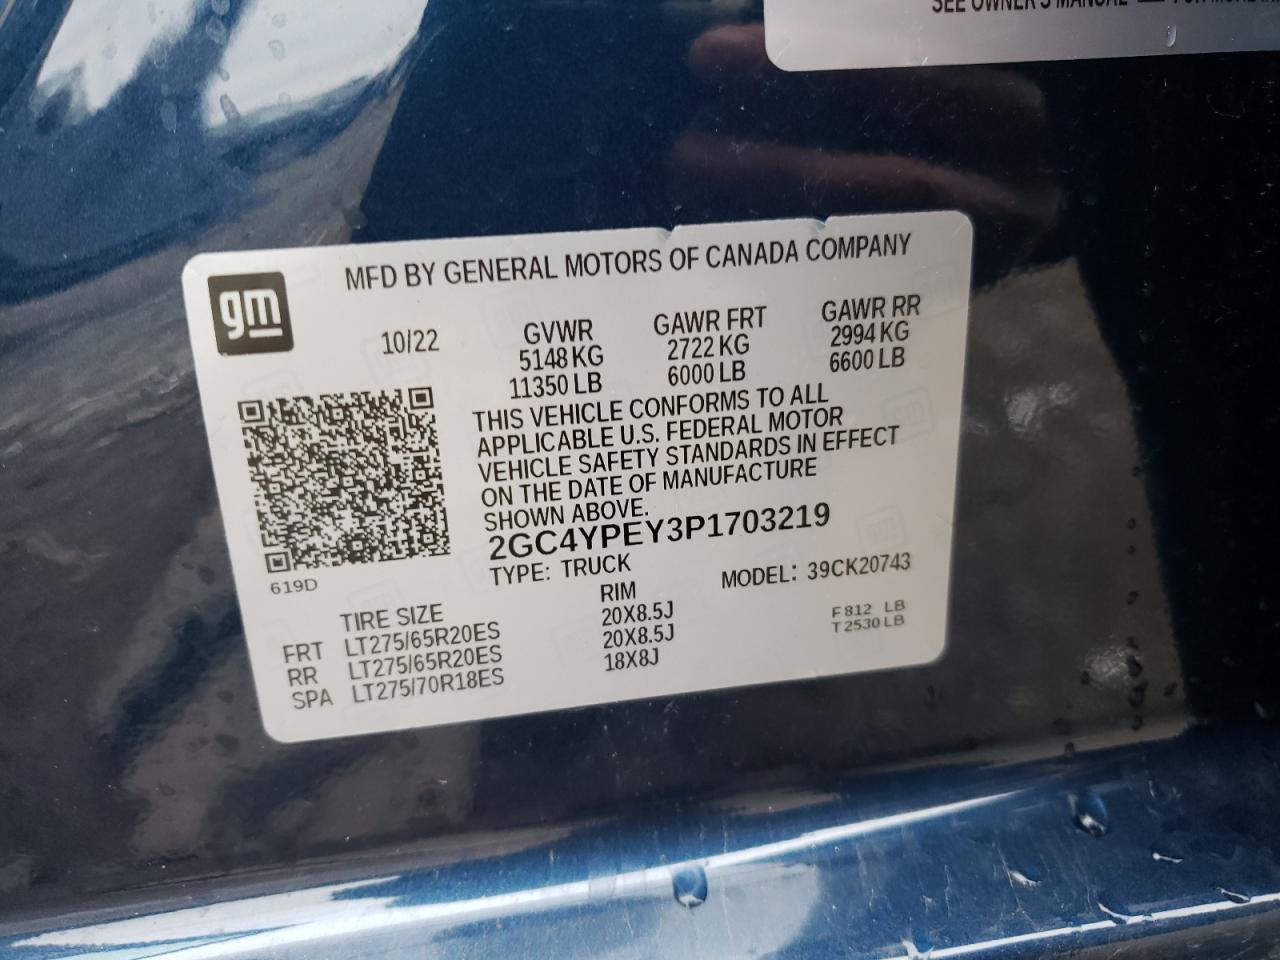 SEE OWNER'S MANUAL
gm
MFD BY GENERAL MOTORS OF CANADA COMPANY
10/22
GVWR GAWR FRT GAWR RR
5148 KG 2722 KG 2994 KG
11350 LB 6000 LB 6600 LB
THIS VEHICLE CONFORMS TO ALL
APPLICABLE U.S. FEDERAL MOTOR
VEHICLE SAFETY STANDARDS IN EFFECT
ON THE DATE OF MANUFACTURE
SHOWN ABOVE.
2GC4YPEY3P1703219
619D
TYPE: TRUCK MODEL: 39CK20743
TIRE SIZE RIM
FRT LT275/65R20ES 20X8.5J F 812 LB
RR LT275/65R20ES 20X8.5J T 2530 LB
SPA LT275/70R18ES 18X8J